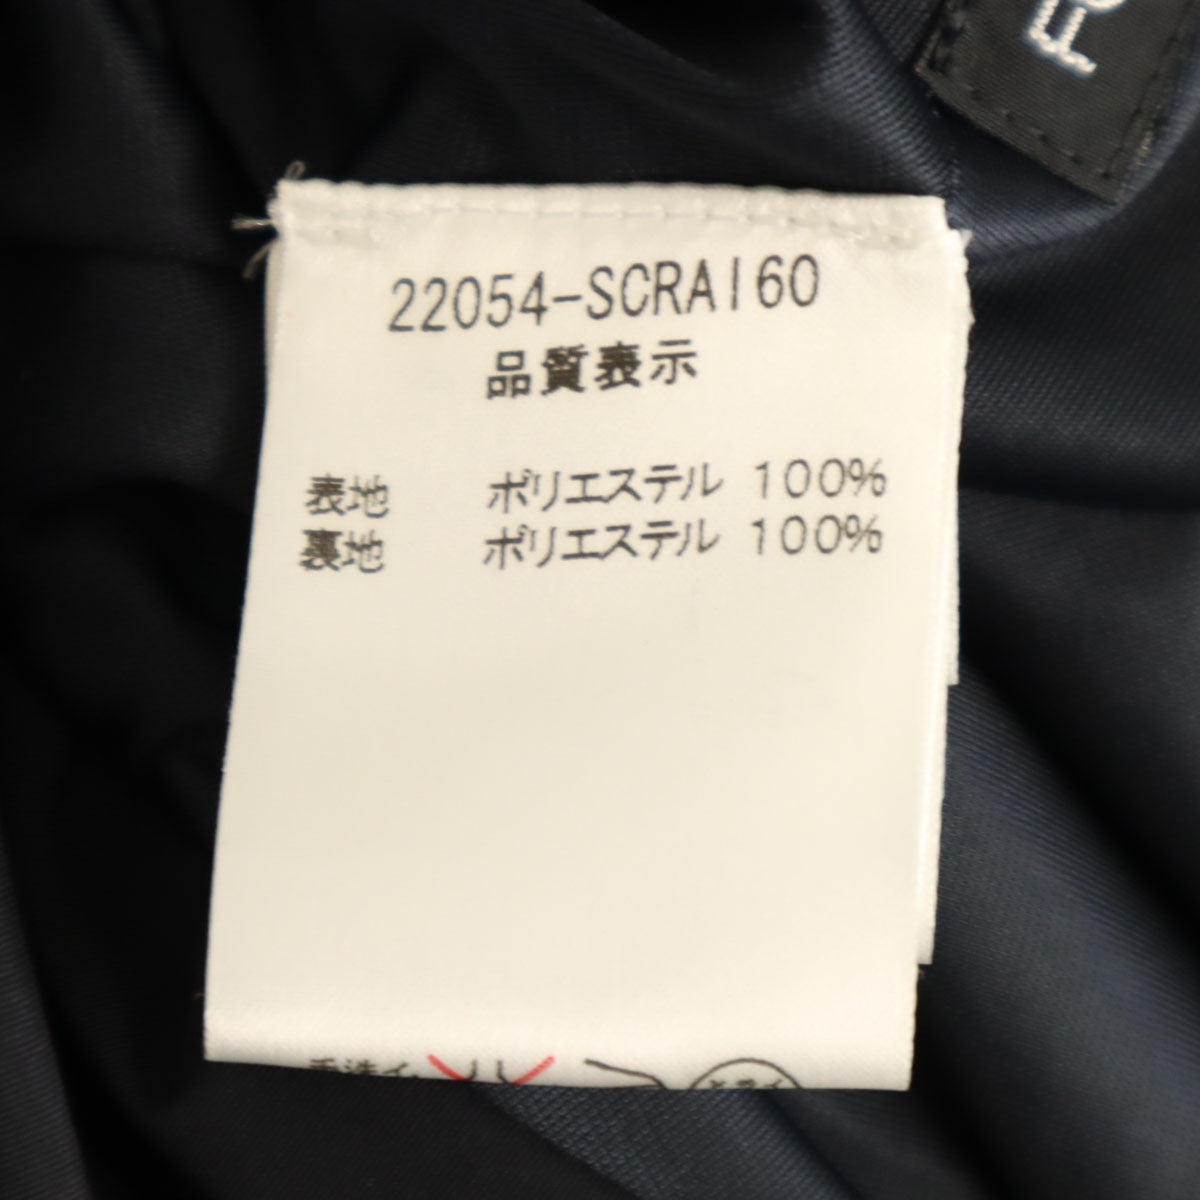 22054-SCRA160
品質表示
表地 ポリエステル 100%
裏地 ポリエステル 100%